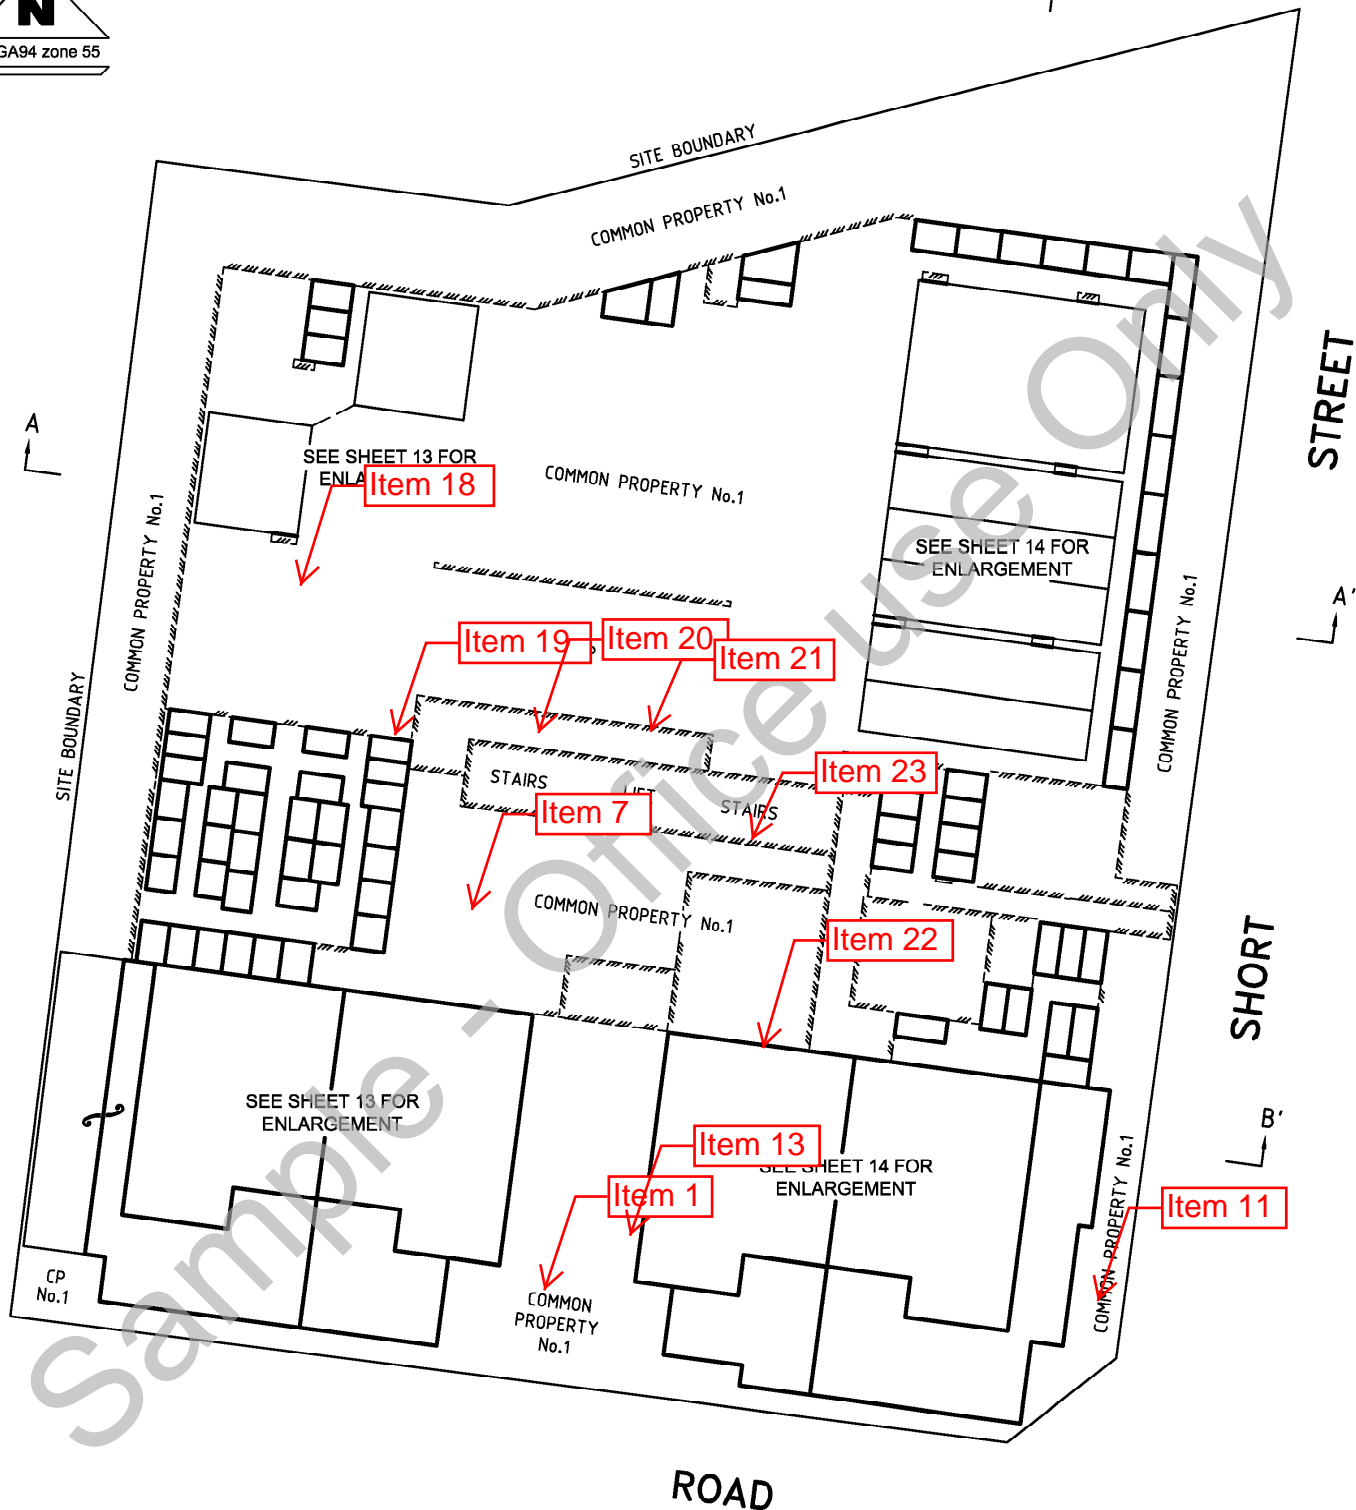 N
GA94 zone 55
SITE BOUNDARY
COMMON PROPERTY No.1
STREET
A
SEE SHEET 13 FOR
Item 18
COMMON PROPERTY No.1
COMMON PROPERTY No.1
SEE SHEET 14 FOR
ENLARGEMENT
COMMON PROPERTY No.1
A'
Item 19
Item 20
Item 21
SITE BOUNDARY
STAIRS
STAIRS
Item 23
Item 7
COMMON PROPERTY No.1
Item 22
SHORT
SEE SHEET 13 FOR
ENLARGEMENT
B'
Item 13
SEE SHEET 14 FOR
ENLARGEMENT
Item 1
COMMON PROPERTY No.1
Item 11
CP
No.1
COMMON
PROPERTY
No.1
ROAD
Sample - Office use Only